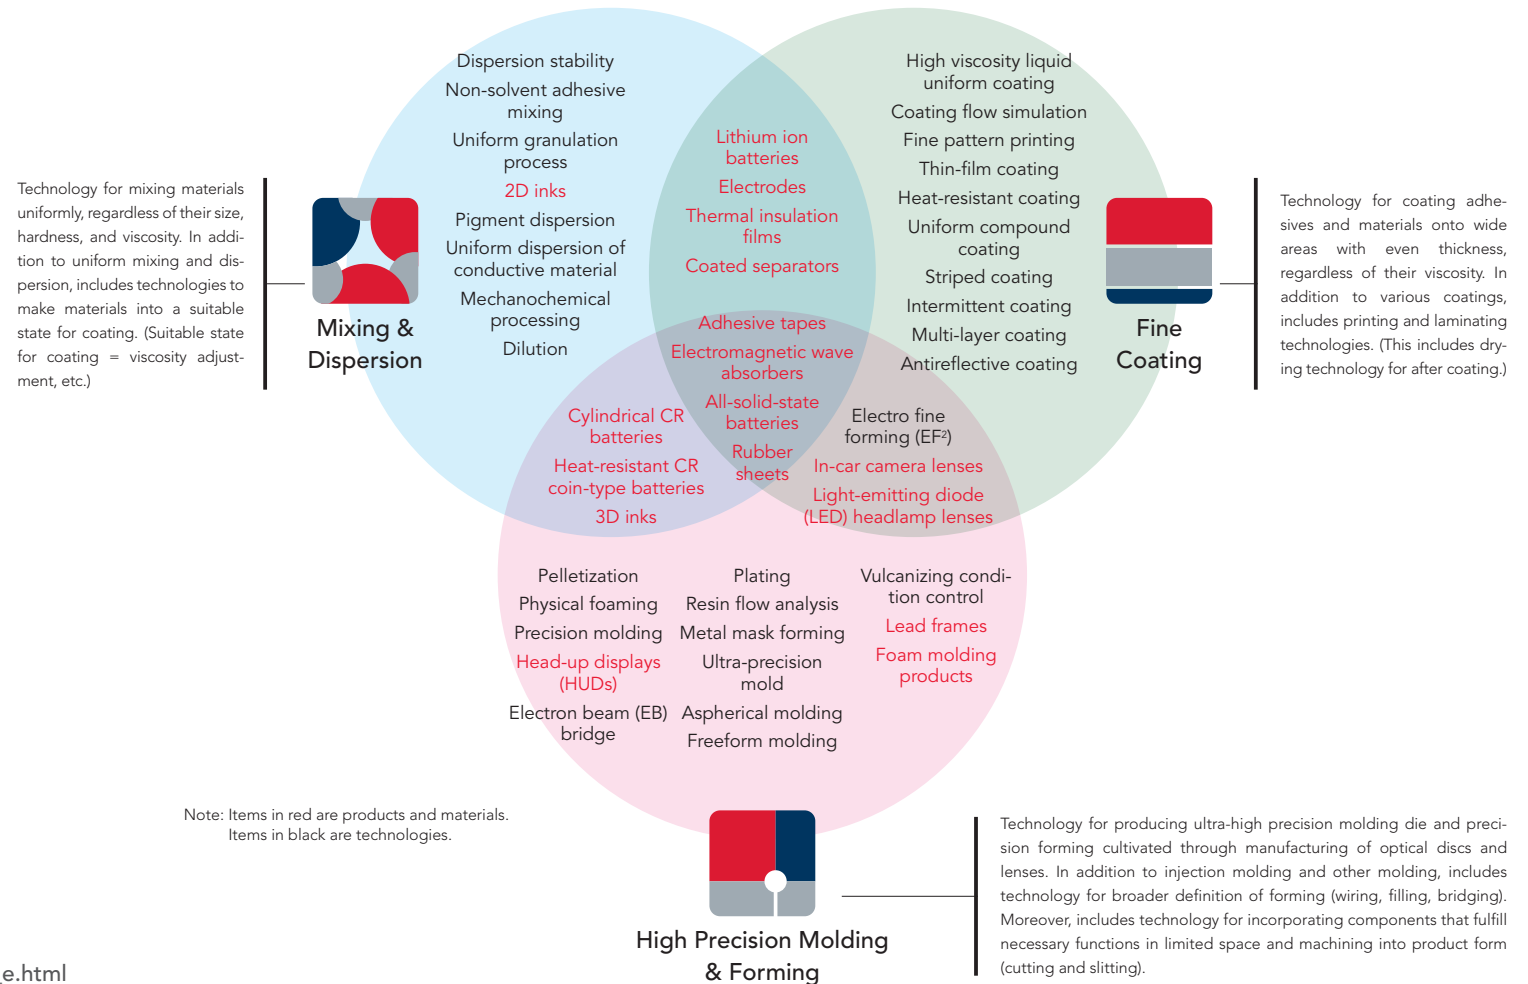 Technology for mixing materials
uniformly, regardless of their size,
hardness, and viscosity. In addi-
tion to uniform mixing and dis-
persion, includes technologies to
make materials into a suitable
state for coating. (Suitable state
for coating = viscosity adjust-
ment, etc.)
Mixing &
Dispersion
Dispersion stability
Non-solvent adhesive
mixing
Uniform granulation
process
2D inks
Pigment dispersion
Uniform dispersion of
conductive material
Mechanochemical
processing
Dilution
Lithium ion
batteries
Electrodes
Thermal insulation
films
Coated separators
High viscosity liquid
uniform coating
Coating flow simulation
Fine pattern printing
Thin-film coating
Heat-resistant coating
Uniform compound
coating
Striped coating
Intermittent coating
Multi-layer coating
Antireflective coating
Fine
Coating
Technology for coating adhe-
sives and materials onto wide
areas with even thickness,
regardless of their viscosity. In
addition to various coatings,
includes printing and laminating
technologies. (This includes dry-
ing technology for after coating.)
Adhesive tapes
Electromagnetic wave
absorbers
All-solid-state
batteries
Rubber
sheets
Cylindrical CR
batteries
Heat-resistant CR
coin-type batteries
3D inks
Electro fine
forming (EF²)
In-car camera lenses
Light-emitting diode
(LED) headlamp lenses
Pelletization
Physical foaming
Precision molding
Head-up displays
(HUDs)
Electron beam (EB)
bridge
Plating
Resin flow analysis
Metal mask forming
Ultra-precision
mold
Aspherical molding
Freeform molding
Vulcanizing condi-
tion control
Lead frames
Foam molding
products
Note: Items in red are products and materials.
Items in black are technologies.
High Precision Molding
& Forming
Technology for producing ultra-high precision molding die and preci-
sion forming cultivated through manufacturing of optical discs and
lenses. In addition to injection molding and other molding, includes
technology for broader definition of forming (wiring, filling, bridging).
Moreover, includes technology for incorporating components that fulfill
necessary functions in limited space and machining into product form
(cutting and slitting).
_e.html